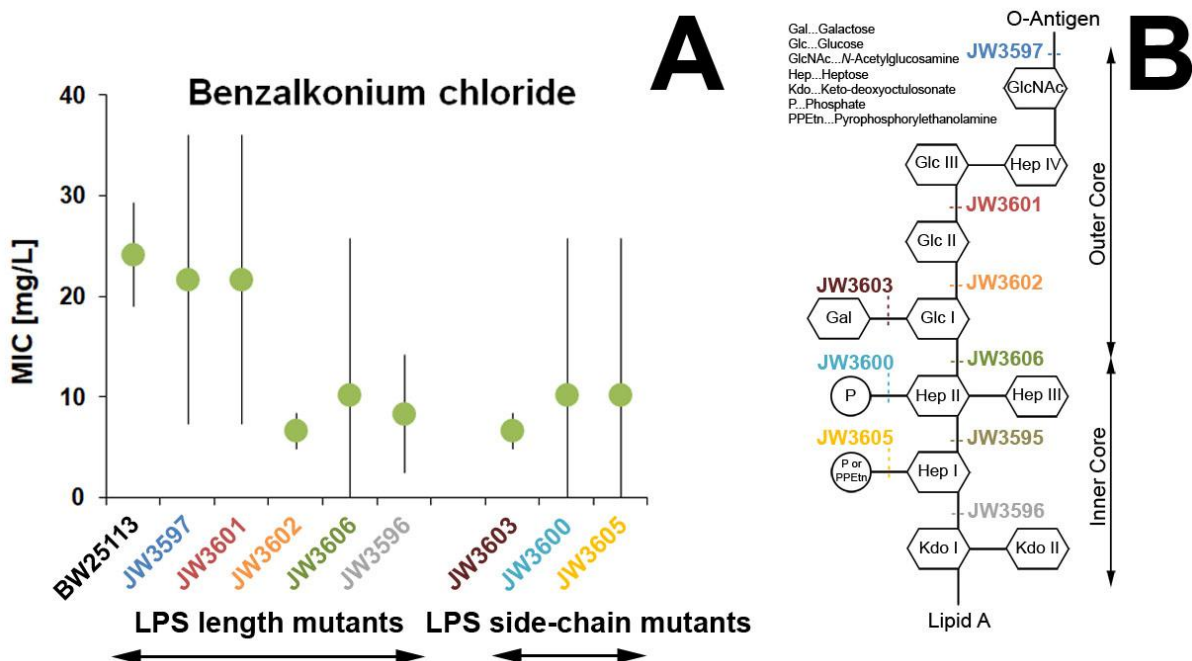 A
Benzalkonium chloride
MIC [mg/L]
40
30
20
10
0
BW25113
JW3597
JW3601
JW3602
JW3606
JW3596
JW3603
JW3600
JW3605
LPS length mutants
LPS side-chain mutants
B
Gal...Galactose
Glc...Glucose
GlcNAc...N-Acetylglucosamine
Hep...Heptose
Kdo...Keto-deoxyoctulosonate
P...Phosphate
PPEtn...Pyrophosphorylethanolamine
O-Antigen
JW3597
GlcNAc
Glc III
Hep IV
JW3601
Glc II
JW3603
JW3602
Gal
Glc I
JW3600
JW3606
P
Hep II
Hep III
JW3605
JW3595
P or
PPEtn
Hep I
JW3596
Kdo I
Kdo II
Lipid A
Outer Core
Inner Core